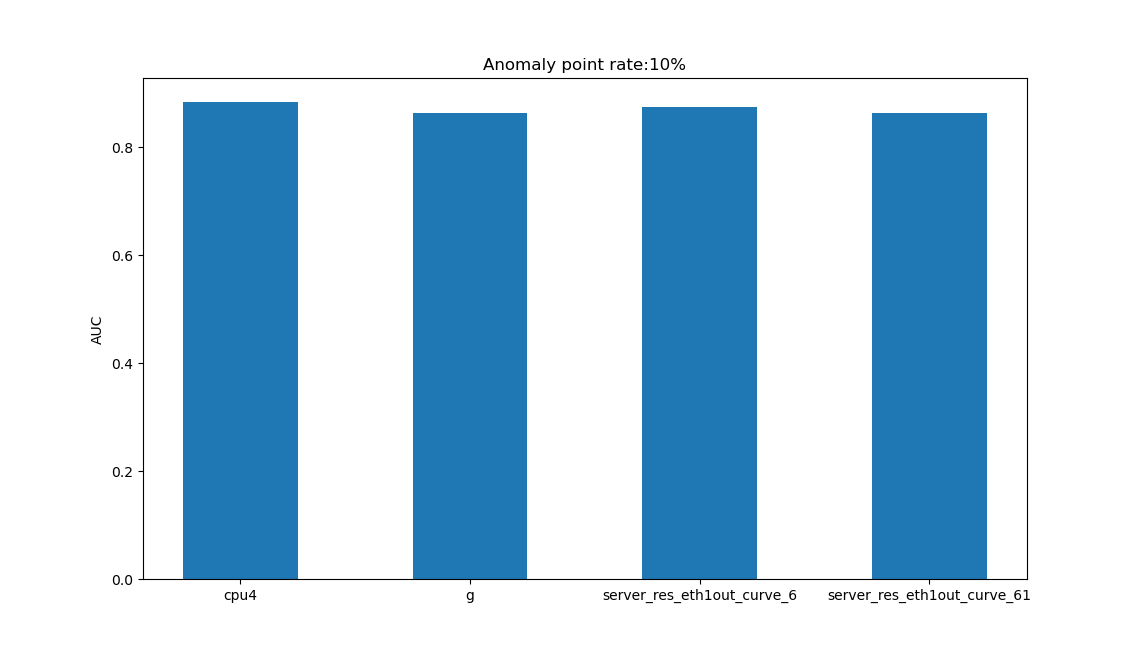 Anomaly point rate:10%
0.8
0.6
0.4
0.2
0.0
AUC
cpu4
g
server_res_eth1out_curve_6
server_res_eth1out_curve_61